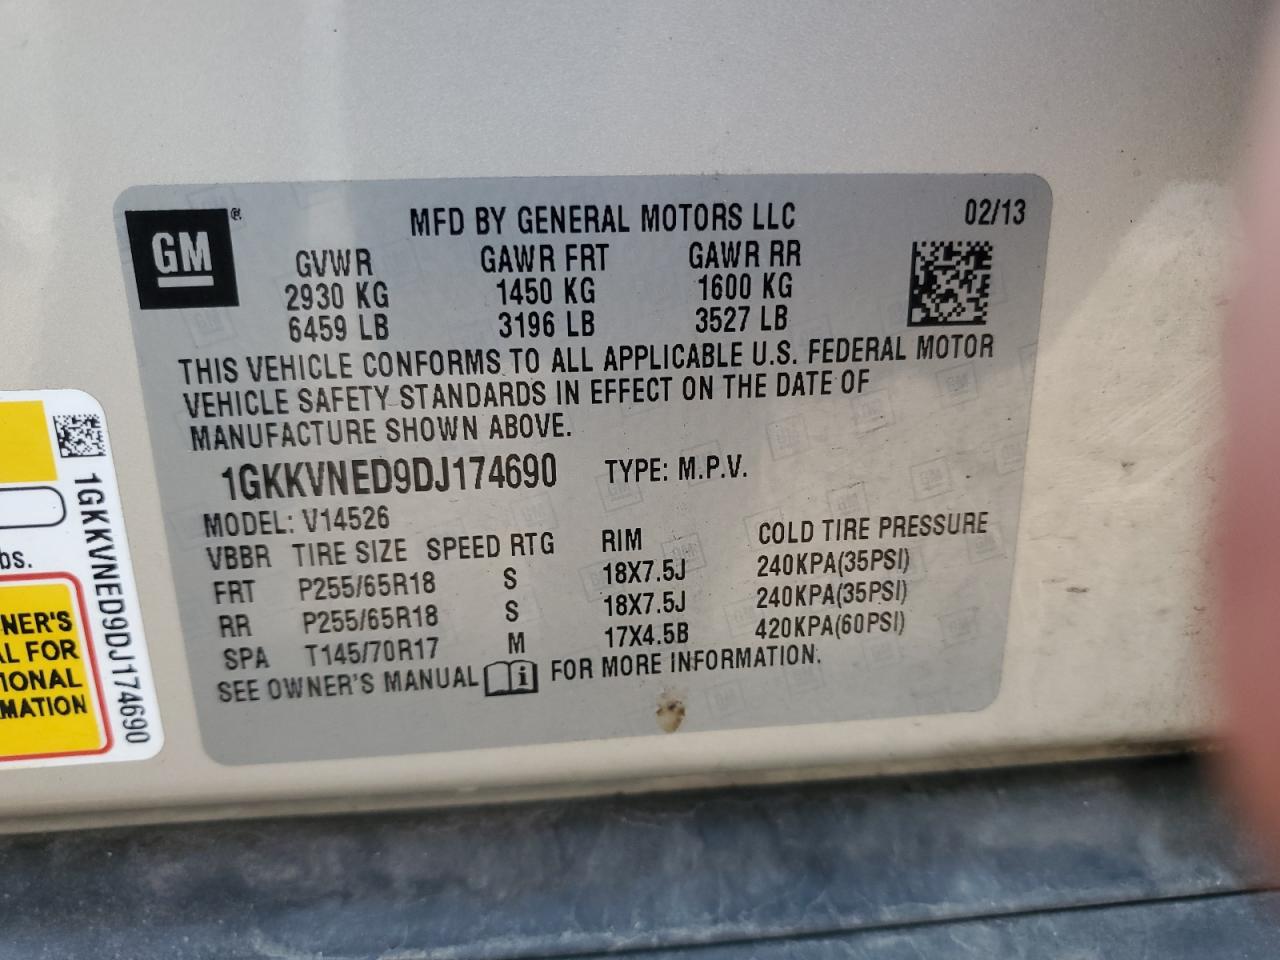 GM ®
MFD BY GENERAL MOTORS LLC 02/13
GVWR GAWR FRT GAWR RR
2930 KG 1450 KG 1600 KG
6459 LB 3196 LB 3527 LB
THIS VEHICLE CONFORMS TO ALL APPLICABLE U.S. FEDERAL MOTOR
VEHICLE SAFETY STANDARDS IN EFFECT ON THE DATE OF
MANUFACTURE SHOWN ABOVE.
1GKKVNED9DJ174690 TYPE: M.P.V.
MODEL: V14526
VBBR TIRE SIZE SPEED RTG RIM COLD TIRE PRESSURE
FRT P255/65R18 S 18X7.5J 240KPA(35PSI)
RR P255/65R18 S 18X7.5J 240KPA(35PSI)
SPA T145/70R17 M 17X4.5B 420KPA(60PSI)
SEE OWNER'S MANUAL i FOR MORE INFORMATION.
1GKKVNED9DJ174690
bs.
NER'S
L FOR
IONAL
MATION